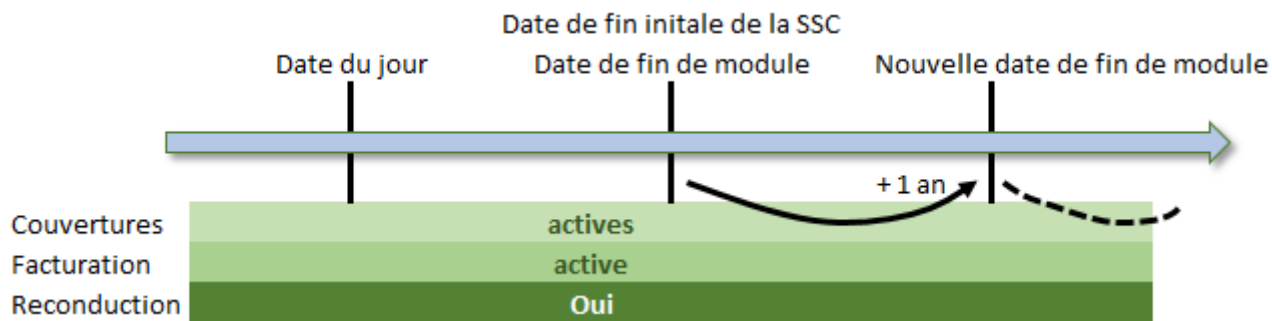 Date de fin initale de la SSC
Date du jour
Date de fin de module
Nouvelle date de fin de module
+ 1 an
Couvertures
actives
Facturation
active
Reconduction
Oui